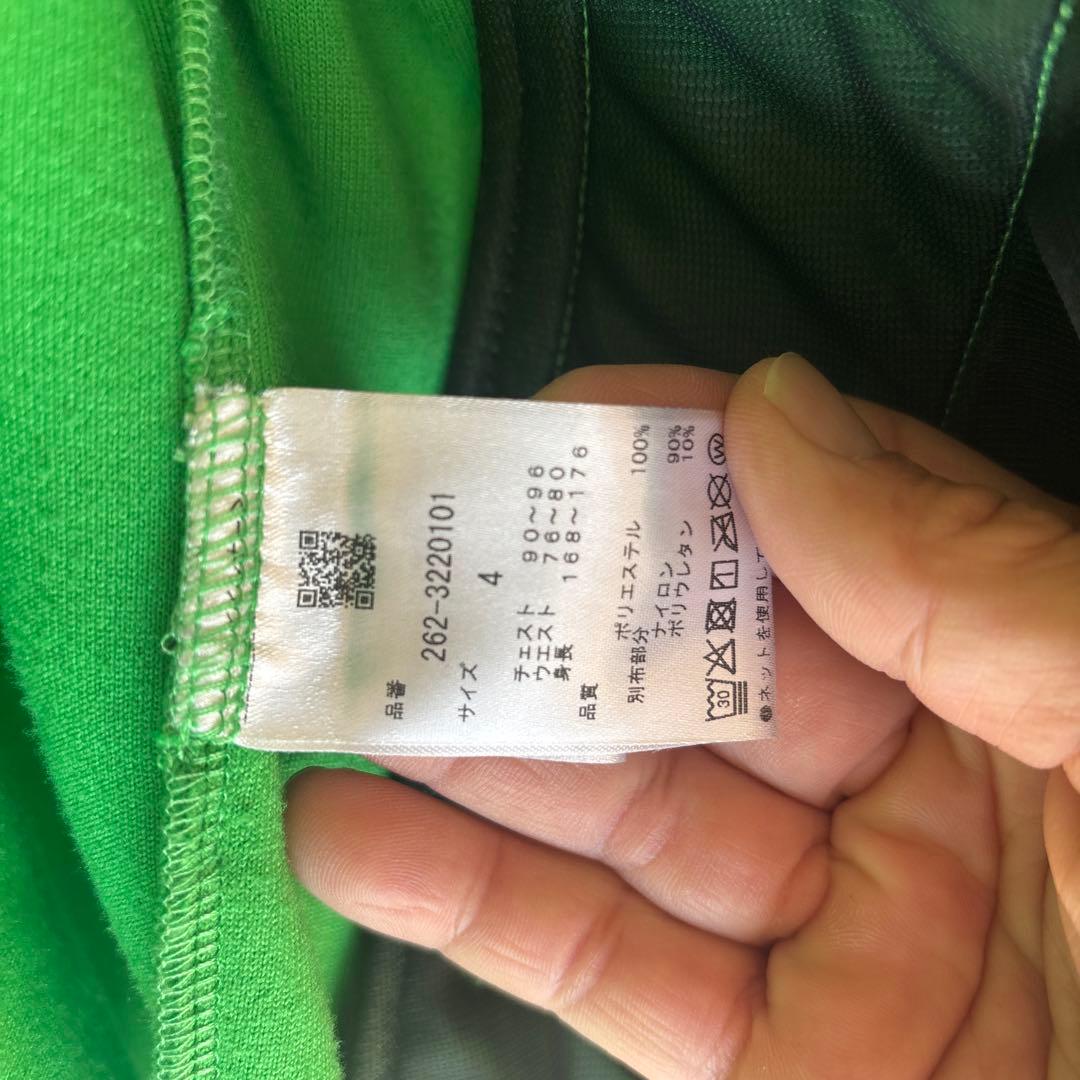 品番
262-3220101
サイズ 4
チェスト 90~96
ウエスト 76~80
身長 168~176
品質
ポリエステル 100%
別布部分
ナイロン 90%
ポリウレタン 10%
30
W
ネットを使用して